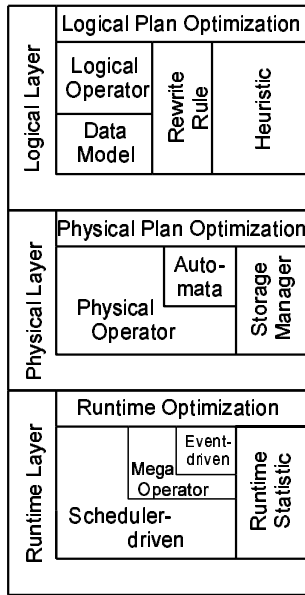 Logical Layer
Logical Plan Optimization
Logical
Operator
Data
Model
Rewrite
Rule
Heuristic
Physical Layer
Physical Plan Optimization
Auto-
mata
Physical
Operator
Storage
Manager
Runtime Layer
Runtime Optimization
Event-
driven
Mega
Operator
Scheduler-
driven
Runtime
Statistic